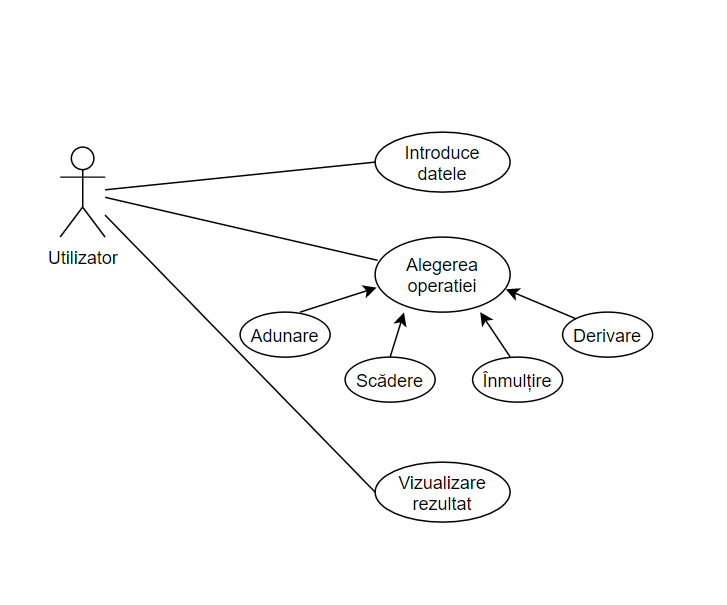 Introduce
datele
Utilizator
Alegerea
operatiei
Adunare
Derivare
Scădere
Înmulțire
Vizualizare
rezultat